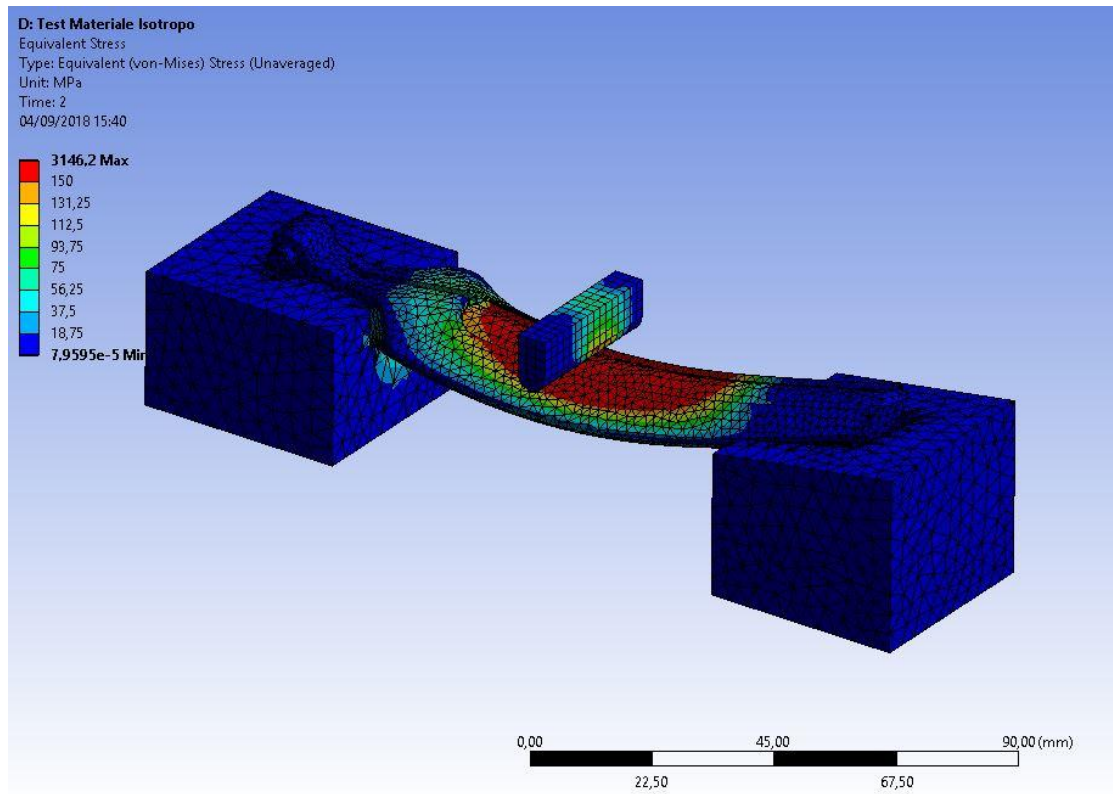 D: Test Materiale Isotropo
Equivalent Stress
Type: Equivalent (von-Mises) Stress (Unaveraged)
Unit: MPa
Time: 2
04/09/2018 15:40
3146,2 Max
150
131,25
112,5
93,75
75
56,25
37,5
18,75
7,9595e-5 Mir
0,00 45,00 90,00 (mm)
22,50 67,50